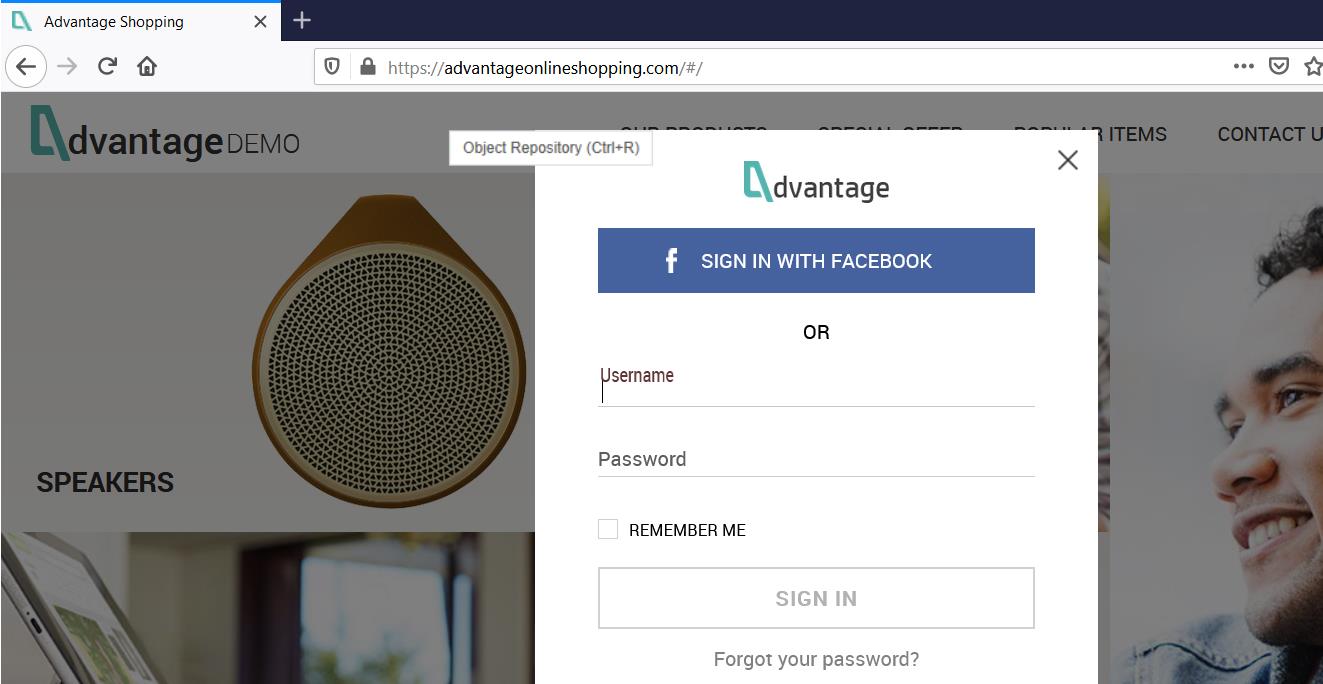 Advantage Shopping
https://advantageonlineshopping.com/#/
Advantage DEMO
OUR PRODUCTS SPECIAL OFFER POPULAR ITEMS CONTACT U
Object Repository (Ctrl+R)
Advantage
f SIGN IN WITH FACEBOOK
OR
Username
Password
SPEAKERS
REMEMBER ME
SIGN IN
Forgot your password?